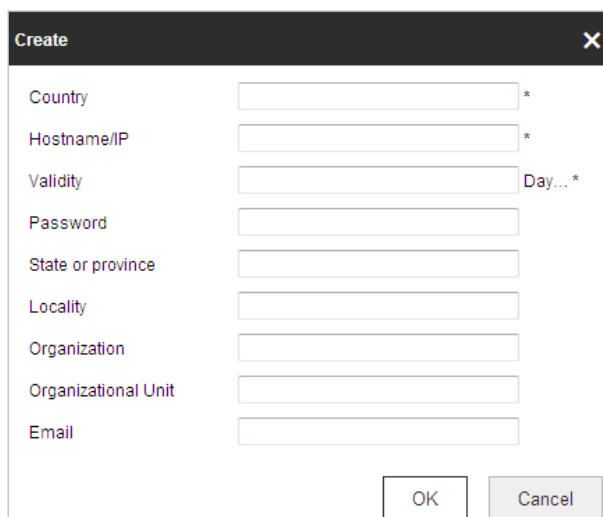 Create
Country *
Hostname/IP *
Validity Day... *
Password
State or province
Locality
Organization
Organizational Unit
Email
OK Cancel